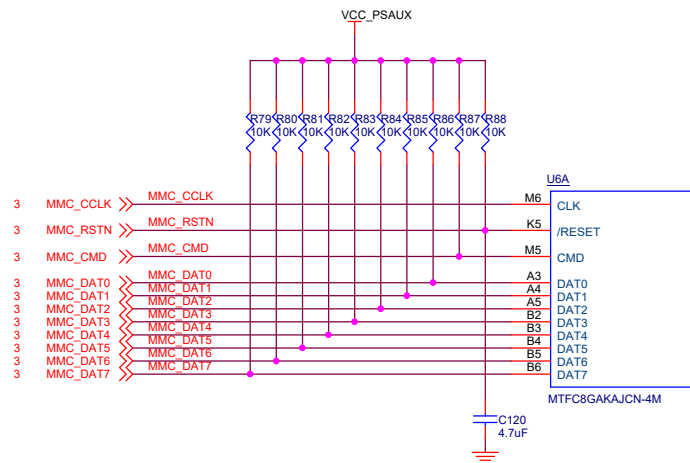 VCC_PSAUX
R79 R80 R81 R82 R83 R84 R85 R86 R87 R88
10K 10K 10K 10K 10K 10K 10K 10K 10K 10K
U6A
3 MMC_CCLK MMC_CCLK M6 CLK
3 MMC_RSTN MMC_RSTN K5 /RESET
3 MMC_CMD MMC_CMD M5 CMD
3 MMC_DAT0 MMC_DAT0 A3 DAT0
3 MMC_DAT1 MMC_DAT1 A4 DAT1
3 MMC_DAT2 MMC_DAT2 A5 DAT2
3 MMC_DAT3 MMC_DAT3 B2 DAT3
3 MMC_DAT4 MMC_DAT4 B3 DAT4
3 MMC_DAT5 MMC_DAT5 B4 DAT5
3 MMC_DAT6 MMC_DAT6 B5 DAT6
3 MMC_DAT7 MMC_DAT7 B6 DAT7
MTFC8GAKAJCN-4M
C120
4.7uF